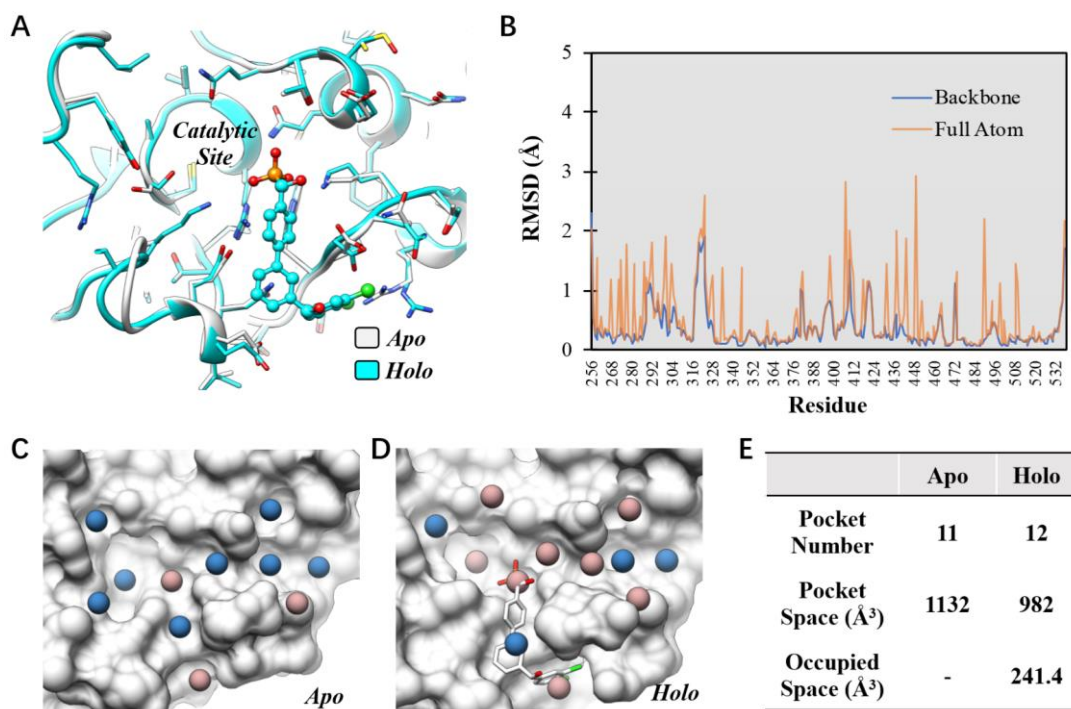 A
Catalytic
Site
Apo
Holo
B
RMSD (Å)
5
4
3
2
1
0
Backbone
Full Atom
256
268
280
292
304
316
328
340
352
364
376
388
400
412
424
436
448
460
472
484
496
508
520
532
Residue
C
Apo
D
Holo
E
Apo Holo
Pocket
Number
11 12
Pocket
Space (Å³)
1132 982
Occupied
Space (Å³)
- 241.4